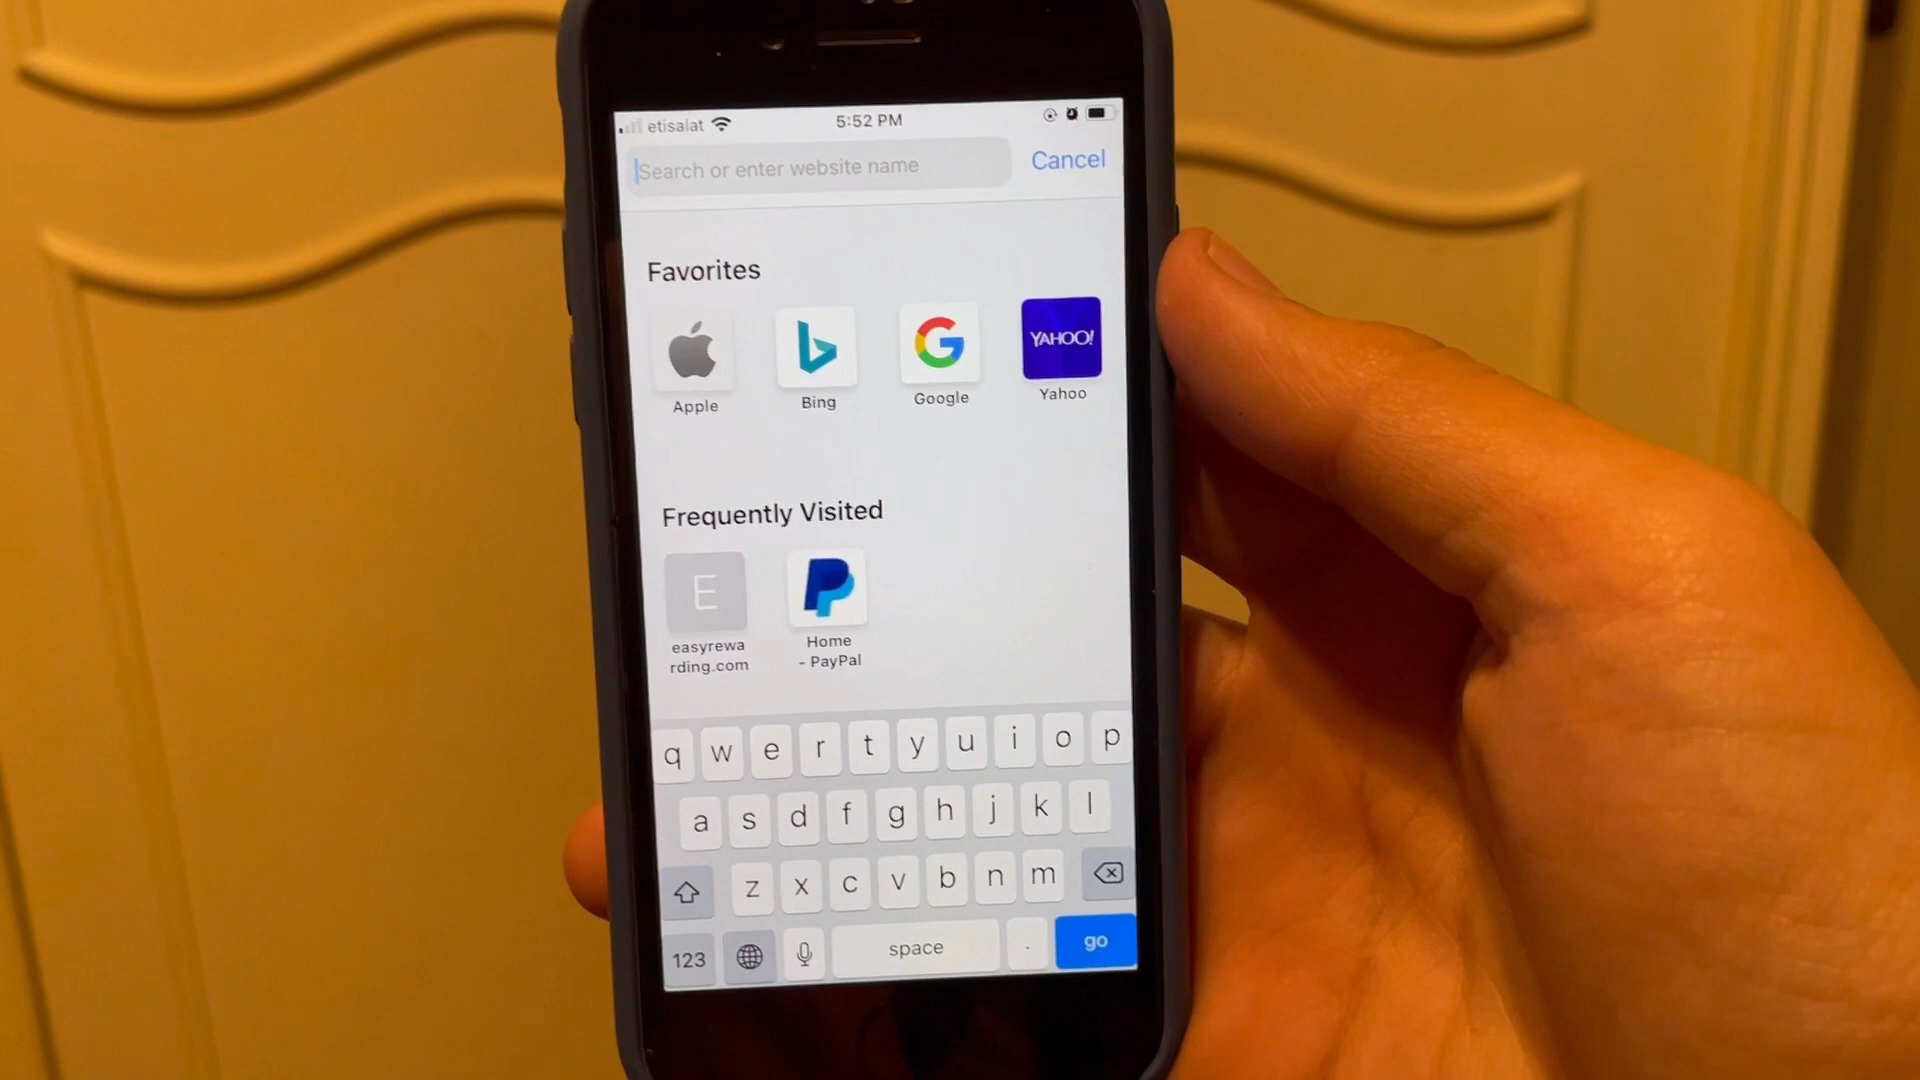 etisalat 5:52 PM
Search or enter website name Cancel
Favorites
YAHOO!
Apple Bing Google Yahoo
Frequently Visited
E
easyrewa
rding.com
Home
- PayPal
q w e r t y u i o p
a s d f g h j k l
z x c v b n m
123 space . go